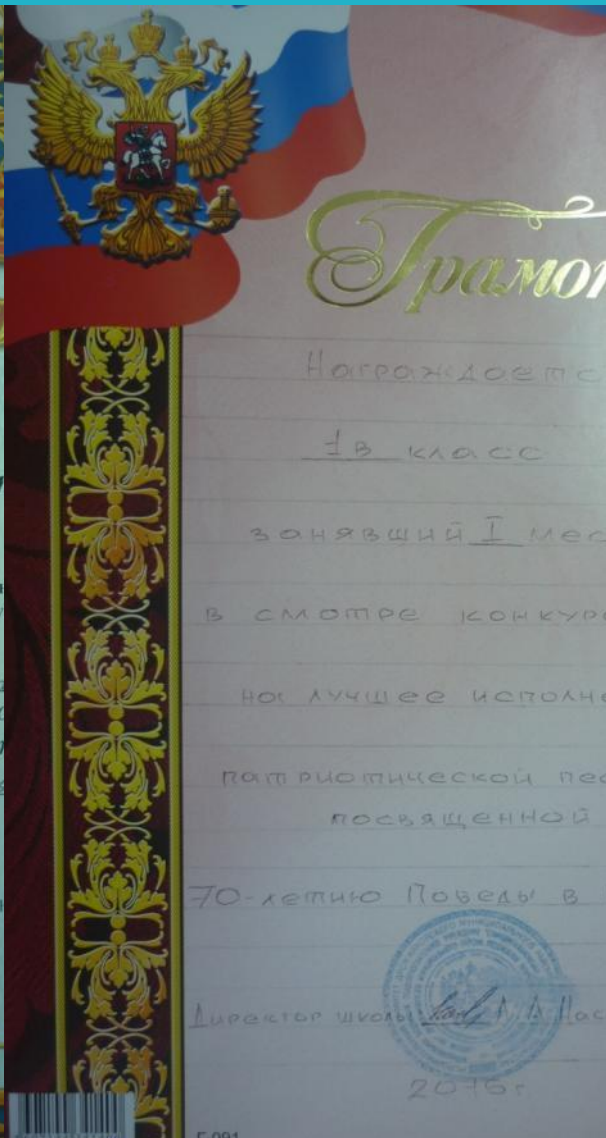 Грамот
Награждаетс
1в класс
занявший I мес
в смотре конкурс
на лучшее исполне
патриотической пес
посвященной
70-летию Победы в
Директор школы
2015г